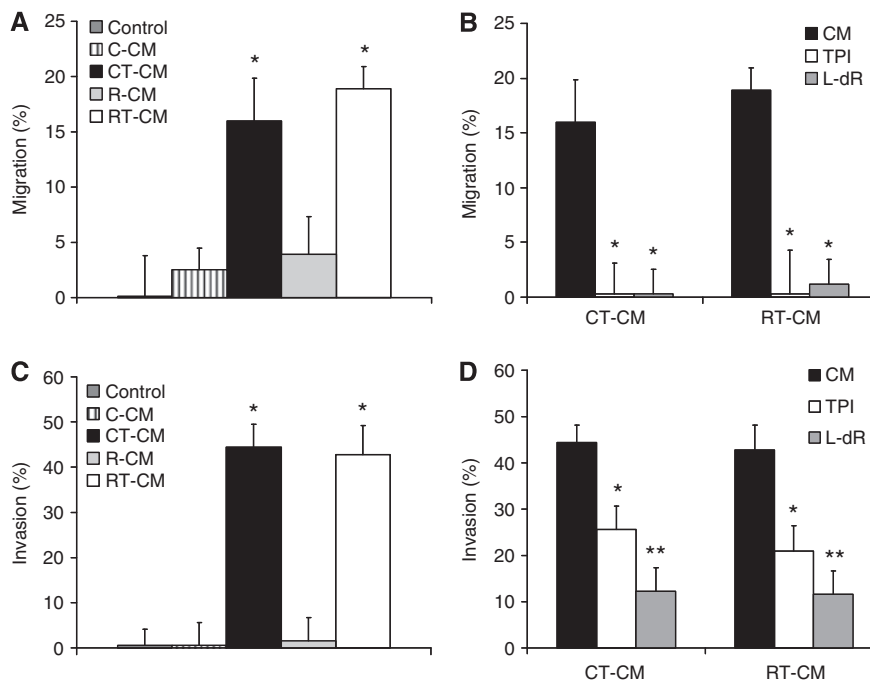 A
Migration (%)
25
20
15
10
5
0
Control
C-CM
CT-CM
R-CM
RT-CM
*
*
B
Migration (%)
25
20
15
10
5
0
CM
TPI
L-dR
*
*
*
*
CT-CM
RT-CM
C
Invasion (%)
60
50
40
30
20
10
0
Control
C-CM
CT-CM
R-CM
RT-CM
*
*
D
Invasion (%)
60
50
40
30
20
10
0
CM
TPI
L-dR
*
**
*
**
CT-CM
RT-CM